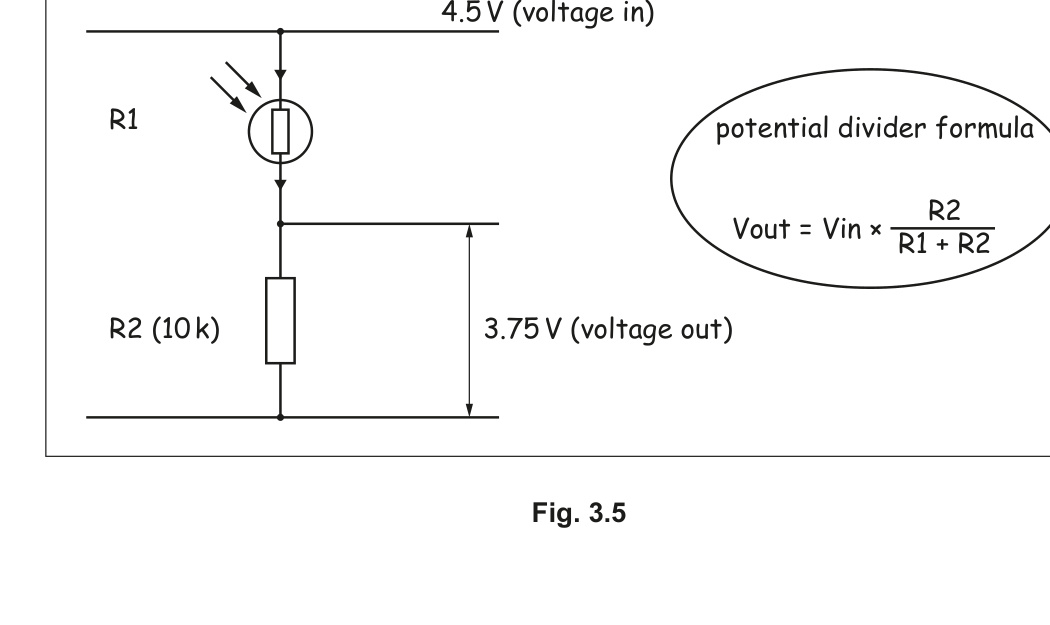 4.5 V (voltage in)
R1
potential divider formula
Vout = Vin × R2
R1 + R2
R2 (10 k)
3.75 V (voltage out)
Fig. 3.5